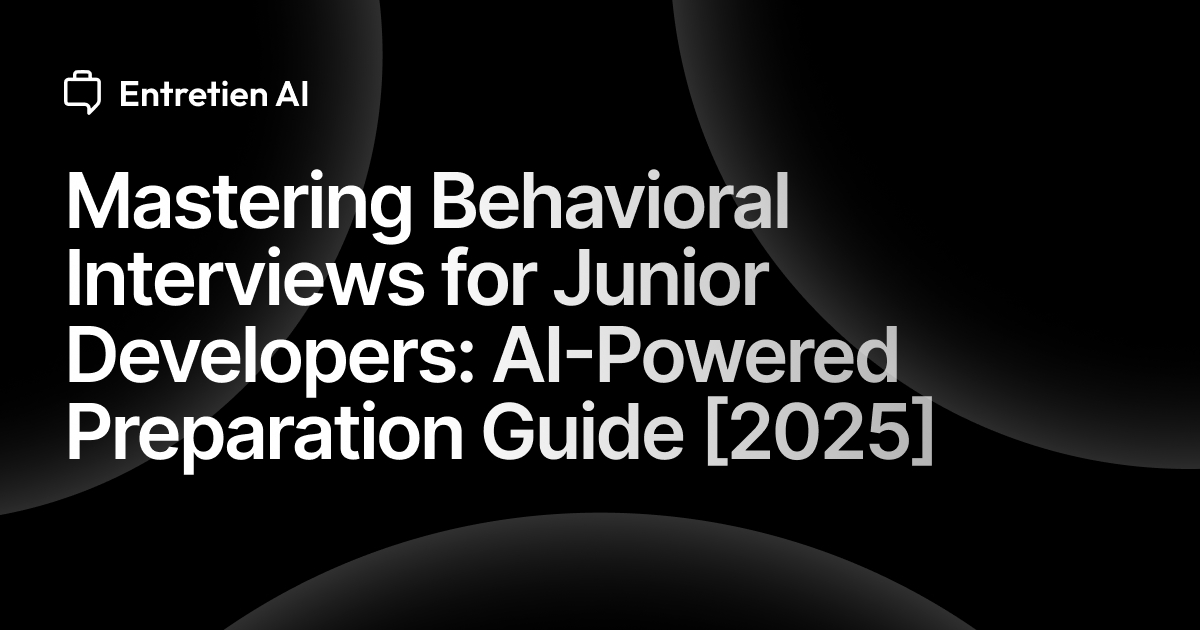 Entretien AI
Mastering Behavioral
Interviews for Junior
Developers: AI-Powered
Preparation Guide [2025]